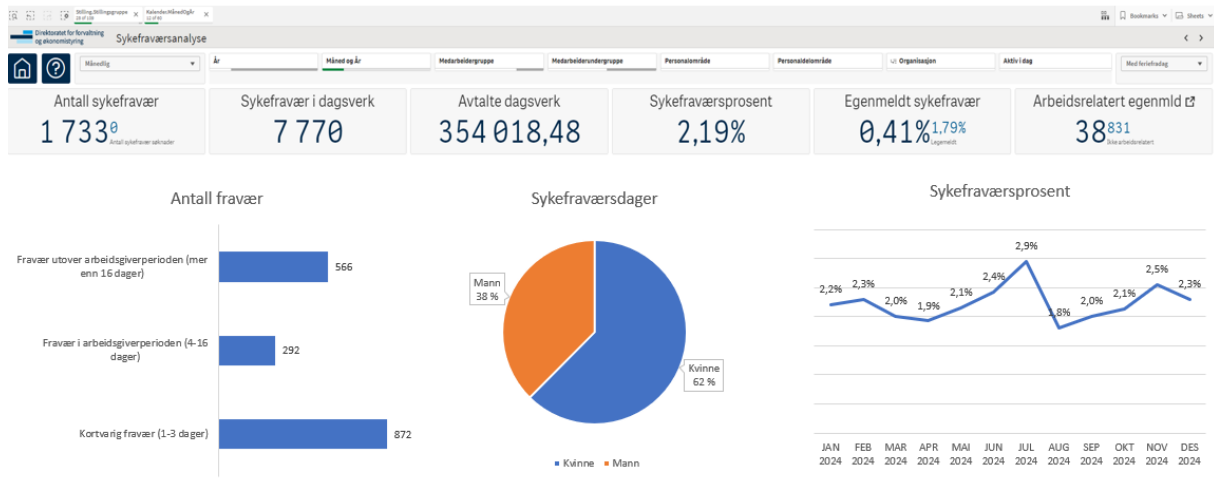 Stilling.Stillingsgruppe
Kalender.MånedOgår
Bookmarks
Sheets
Direktoratet for forvaltning
og økonomistyring
Sykefraværsanalyse
Månedlig
År
Måned og År
Medarbeidergruppe
Medarbeiderundergruppe
Personalområde
Personaldelområde
Organisasjon
Aktiv i dag
Med feriefradag
Antall sykefravær
1 733 0
Antall sykefravær søknader
Sykefravær i dagsverk
7 770
Avtalte dagsverk
354 018,48
Sykefraværsprosent
2,19%
Egenmeldt sykefravær
0,41% 1,79%
Legemeldt
Arbeidsrelatert egenmld
38 831
Ikke arbeidsrelatert
Antall fravær
Fravær utover arbeidsgiverperioden (mer
enn 16 dager)
566
Fravær i arbeidsgiverperioden (4-16
dager)
292
Kortvarig fravær (1-3 dager)
872
Sykefraværsdager
Mann
38 %
Kvinne
62 %
Kvinne Mann
Sykefraværsprosent
2,2%
2,3%
2,0%
1,9%
2,1%
2,4%
2,9%
1,8%
2,0%
2,1%
2,5%
2,3%
JAN FEB MAR APR MAI JUN JUL AUG SEP OKT NOV DES
2024 2024 2024 2024 2024 2024 2024 2024 2024 2024 2024 2024